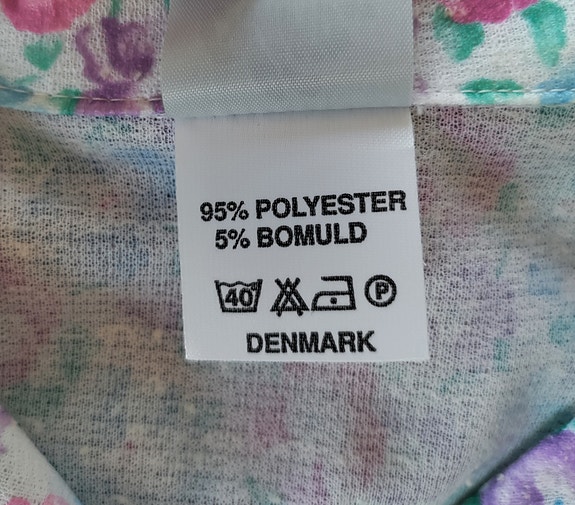 95% POLYESTER
5% BOMULD
40 P
DENMARK